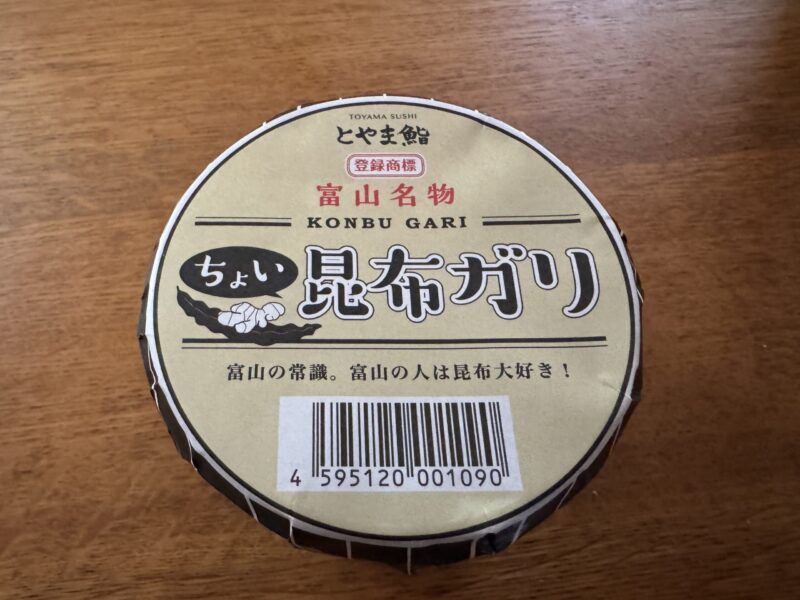 TOYAMA SUSHI
とやま鮨
登録商標
富山名物
KONBU GARI
ちょい
昆布ガリ
富山の常識。富山の人は昆布大好き！
4 595120 001090